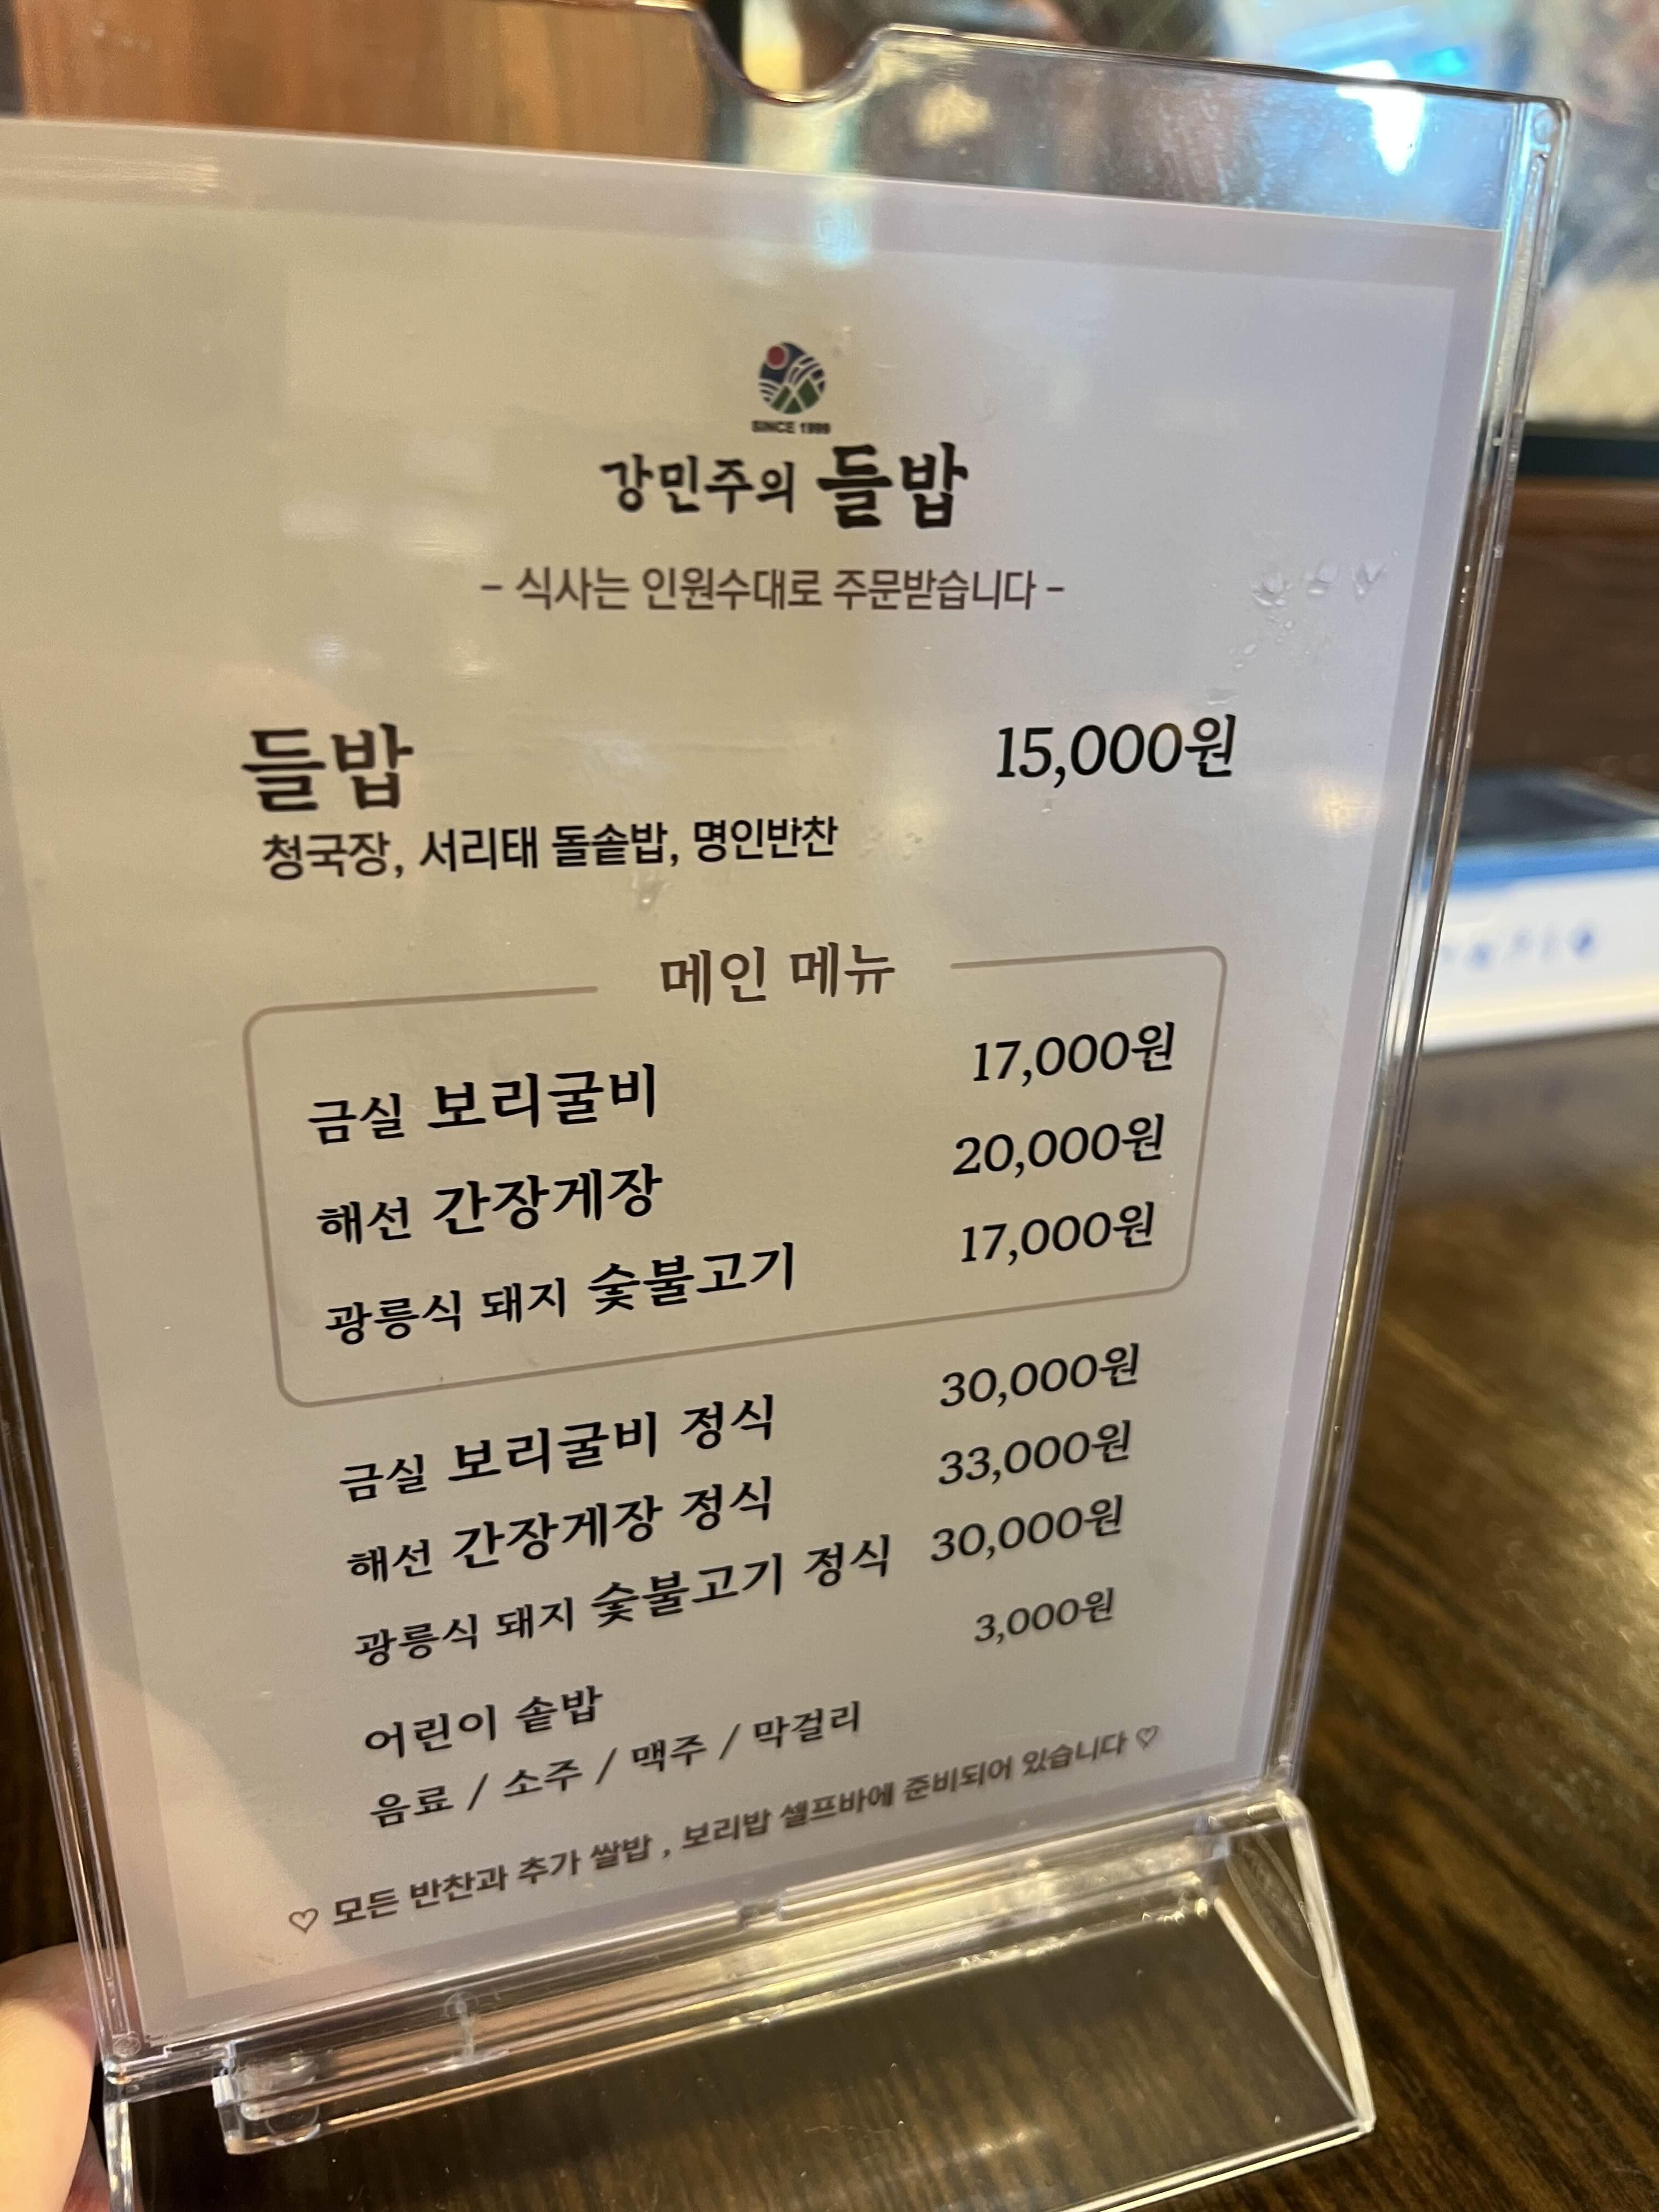 SINCE 1999
강민주의 들밥
- 식사는 인원수대로 주문받습니다 -
들밥 15,000원
청국장, 서리태 돌솥밥, 명인반찬
메인 메뉴
금실 보리굴비 17,000원
해선 간장게장 20,000원
광릉식 돼지 숯불고기 17,000원
금실 보리굴비 정식 30,000원
해선 간장게장 정식 33,000원
광릉식 돼지 숯불고기 정식 30,000원
어린이 솥밥 3,000원
음료 / 소주 / 맥주 / 막걸리
♡ 모든 반찬과 추가 쌀밥 , 보리밥 셀프바에 준비되어 있습니다 ♡